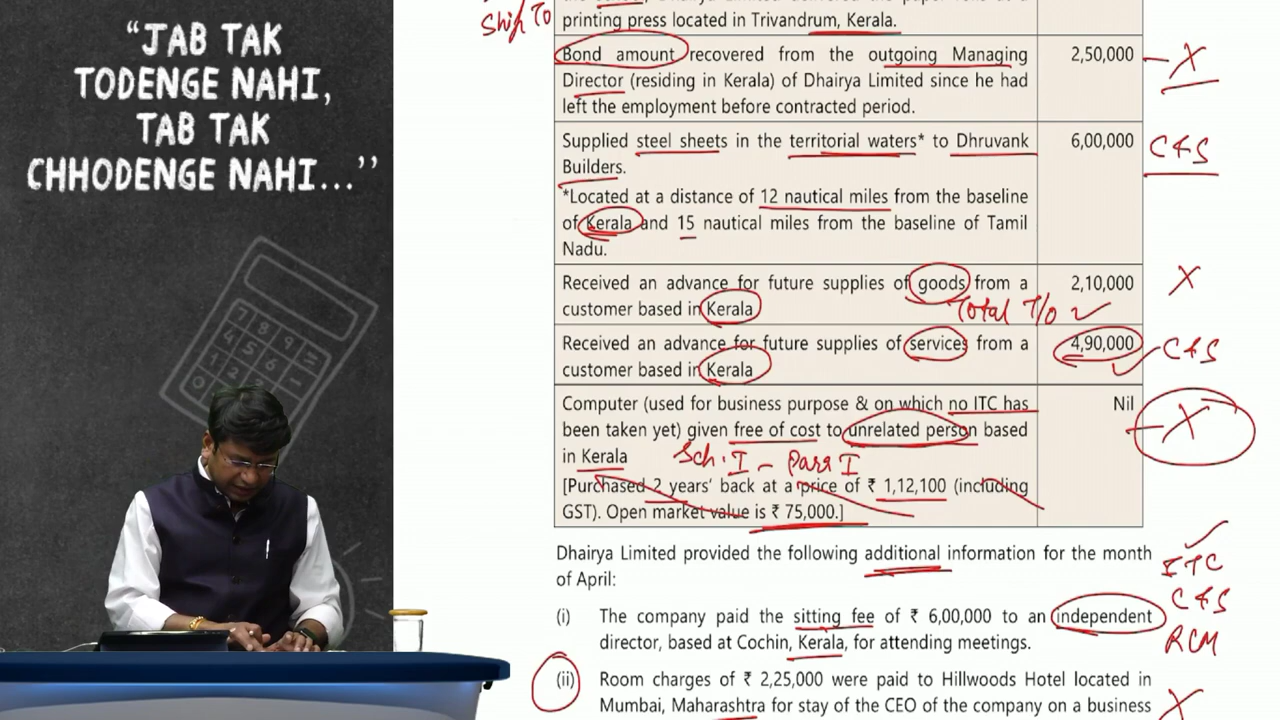 “JAB TAK
TODENGE NAHI,
TAB TAK
CHHODENGE NAHI...’’
Ship To
printing press located in Trivandrum, Kerala.
Bond amount recovered from the outgoing Managing
Director (residing in Kerala) of Dhairya Limited since he had
left the employment before contracted period.
2,50,000
X
Supplied steel sheets in the territorial waters* to Dhruvank
Builders.
*Located at a distance of 12 nautical miles from the baseline
of Kerala and 15 nautical miles from the baseline of Tamil
Nadu.
6,00,000
C&S
Received an advance for future supplies of goods from a
customer based in Kerala
2,10,000
X
Total T/o ✓
Received an advance for future supplies of services from a
customer based in Kerala
4,90,000
C&S
Computer (used for business purpose & on which no ITC has
been taken yet) given free of cost to unrelated person based
in Kerala
Sch. I - Para I
[Purchased 2 years’ back at a price of ₹ 1,12,100 (including
GST). Open market value is ₹ 75,000.]
Nil
X
Dhairya Limited provided the following additional information for the month
of April:
(i) The company paid the sitting fee of ₹ 6,00,000 to an independent
director, based at Cochin, Kerala, for attending meetings.
ITC
C&S
RCM
(ii) Room charges of ₹ 2,25,000 were paid to Hillwoods Hotel located in
Mumbai, Maharashtra for stay of the CEO of the company on a business
X
7 8 9
4 5 6
1 2
0